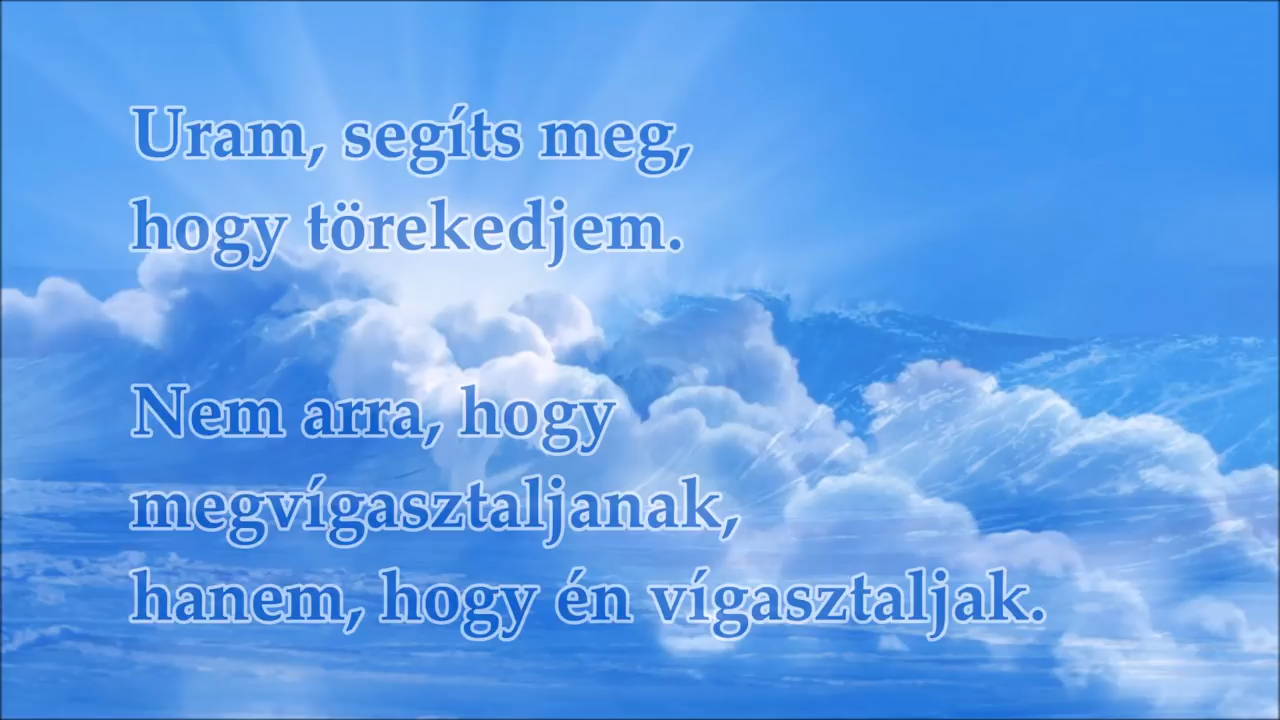 Uram, segíts meg,
hogy törekedjem.
Nem arra, hogy
megvígasztaljanak,
hanem, hogy én vígasztaljak.